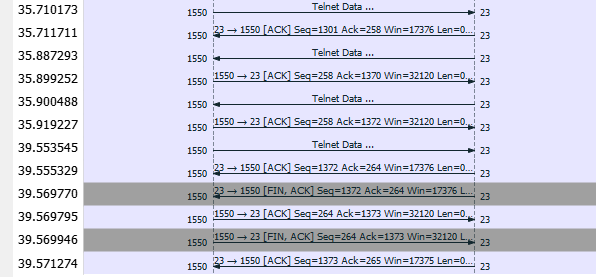 35.710173 1550 Telnet Data ... 23
35.711711 1550 23 → 1550 [ACK] Seq=1301 Ack=258 Win=17376 Len=0... 23
35.887293 1550 Telnet Data ... 23
35.899252 1550 1550 → 23 [ACK] Seq=258 Ack=1370 Win=32120 Len=0... 23
35.900488 1550 Telnet Data ... 23
35.919227 1550 1550 → 23 [ACK] Seq=258 Ack=1372 Win=32120 Len=0... 23
39.553545 1550 Telnet Data ... 23
39.555329 1550 23 → 1550 [ACK] Seq=1372 Ack=264 Win=17376 Len=0... 23
39.569770 1550 23 → 1550 [FIN, ACK] Seq=1372 Ack=264 Win=17376 L... 23
39.569795 1550 1550 → 23 [ACK] Seq=264 Ack=1373 Win=32120 Len=0... 23
39.569946 1550 1550 → 23 [FIN, ACK] Seq=264 Ack=1373 Win=32120 L... 23
39.571274 1550 23 → 1550 [ACK] Seq=1373 Ack=265 Win=17375 Len=0... 23